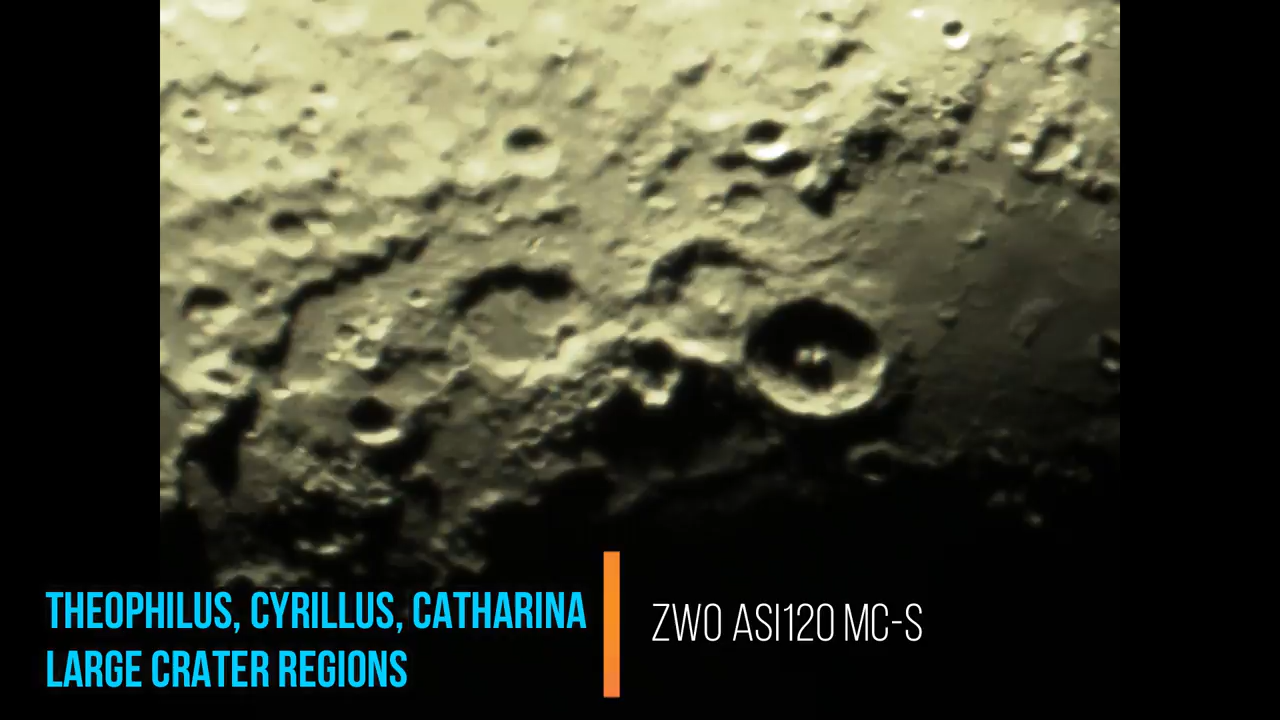 THEOPHILUS, CYRILLUS, CATHARINA
LARGE CRATER REGIONS
ZWO ASI120 MC-S